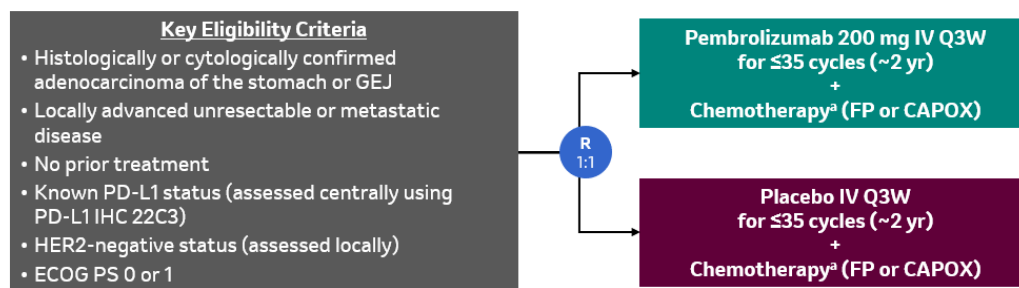 Key Eligibility Criteria
• Histologically or cytologically confirmed
adenocarcinoma of the stomach or GEJ
• Locally advanced unresectable or metastatic
disease
• No prior treatment
• Known PD-L1 status (assessed centrally using
PD-L1 IHC 22C3)
• HER2-negative status (assessed locally)
• ECOG PS 0 or 1
R
1:1
Pembrolizumab 200 mg IV Q3W
for ≤35 cycles (~2 yr)
+
Chemotherapyᵃ (FP or CAPOX)
Placebo IV Q3W
for ≤35 cycles (~2 yr)
+
Chemotherapyᵃ (FP or CAPOX)